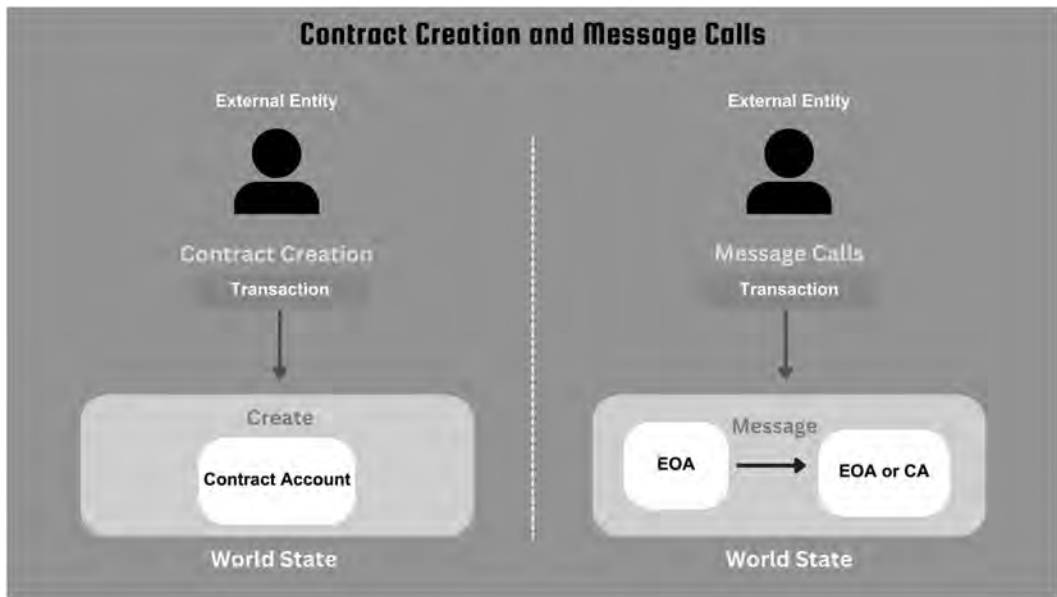 Contract Creation and Message Calls
External Entity
Contract Creation
Transaction
Create
Contract Account
World State
External Entity
Message Calls
Transaction
Message
EOA
EOA or CA
World State